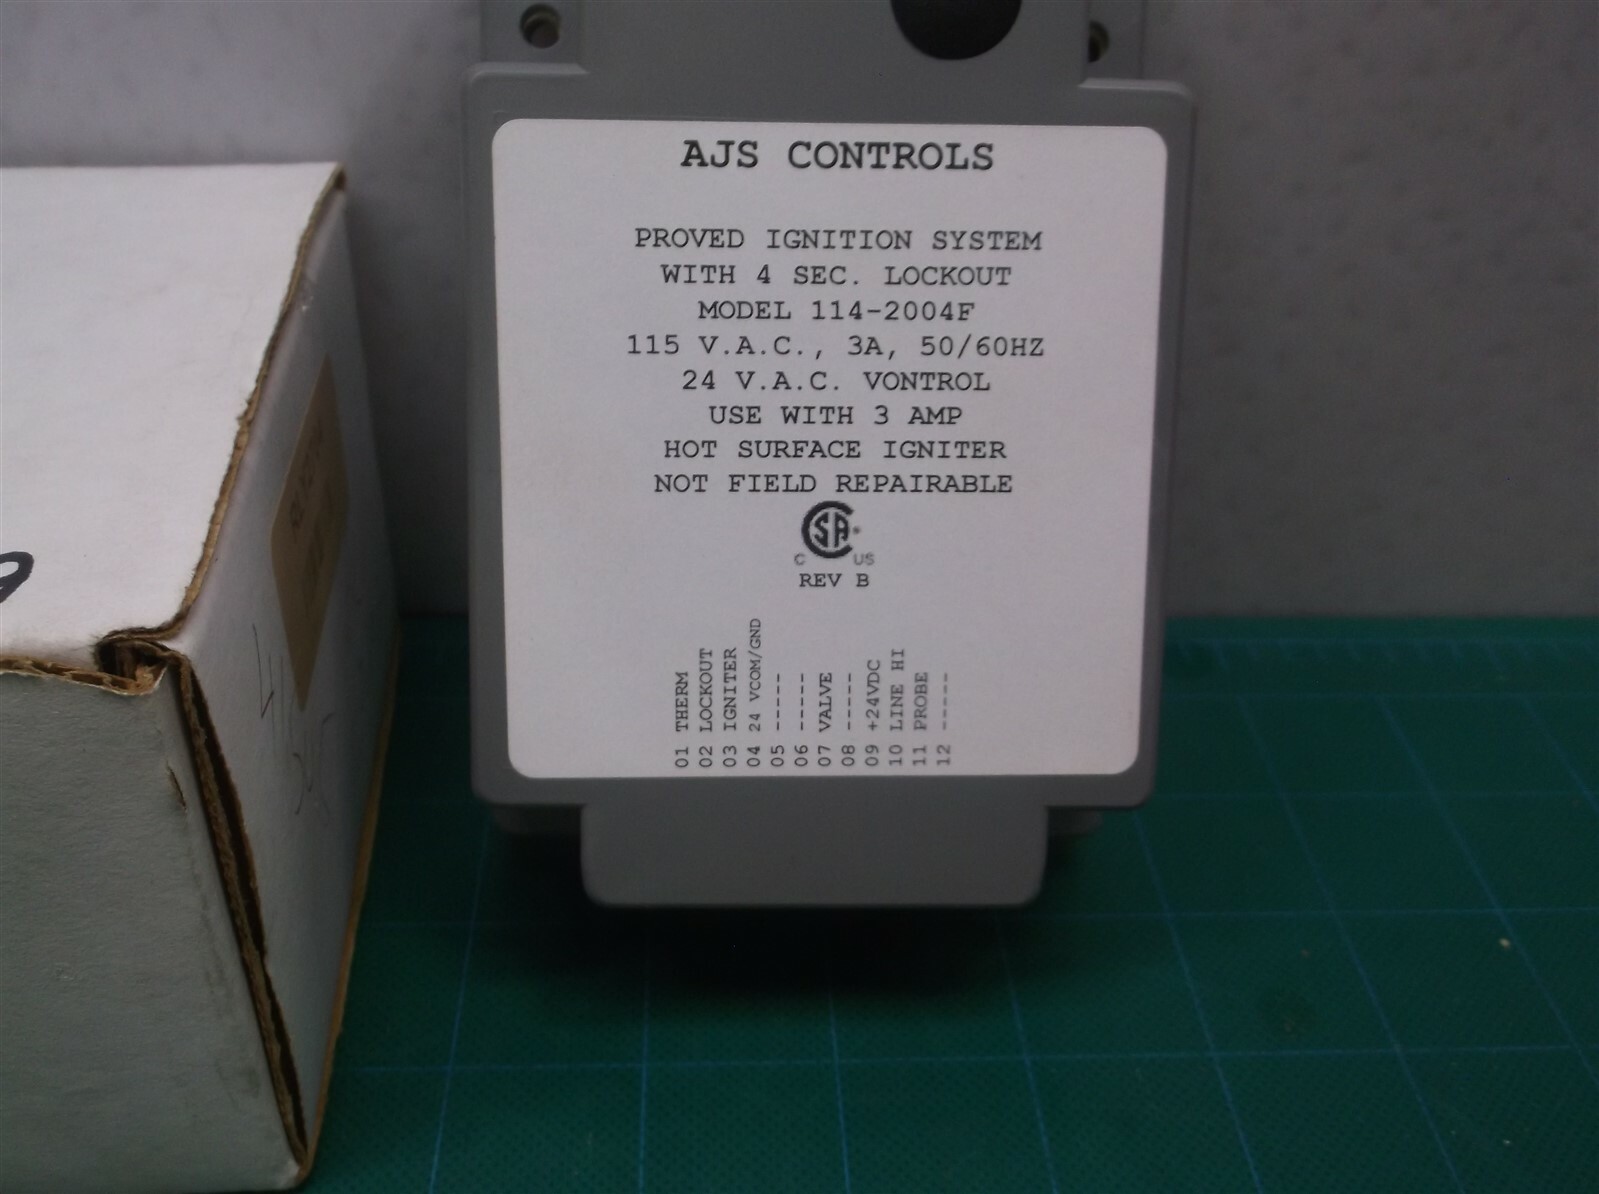 AJS CONTROLS
PROVED IGNITION SYSTEM
WITH 4 SEC. LOCKOUT
MODEL 114-2004F
115 V.A.C., 3A, 50/60HZ
24 V.A.C. VONTROL
USE WITH 3 AMP
HOT SURFACE IGNITER
NOT FIELD REPAIRABLE
CSA
C US
REV B
01 THERM
02 LOCKOUT
03 IGNITER
04 24 VCOM/GND
05 -----
06 -----
07 VALVE
08 -----
09 +24VDC
10 LINE HI
11 PROBE
12 -----